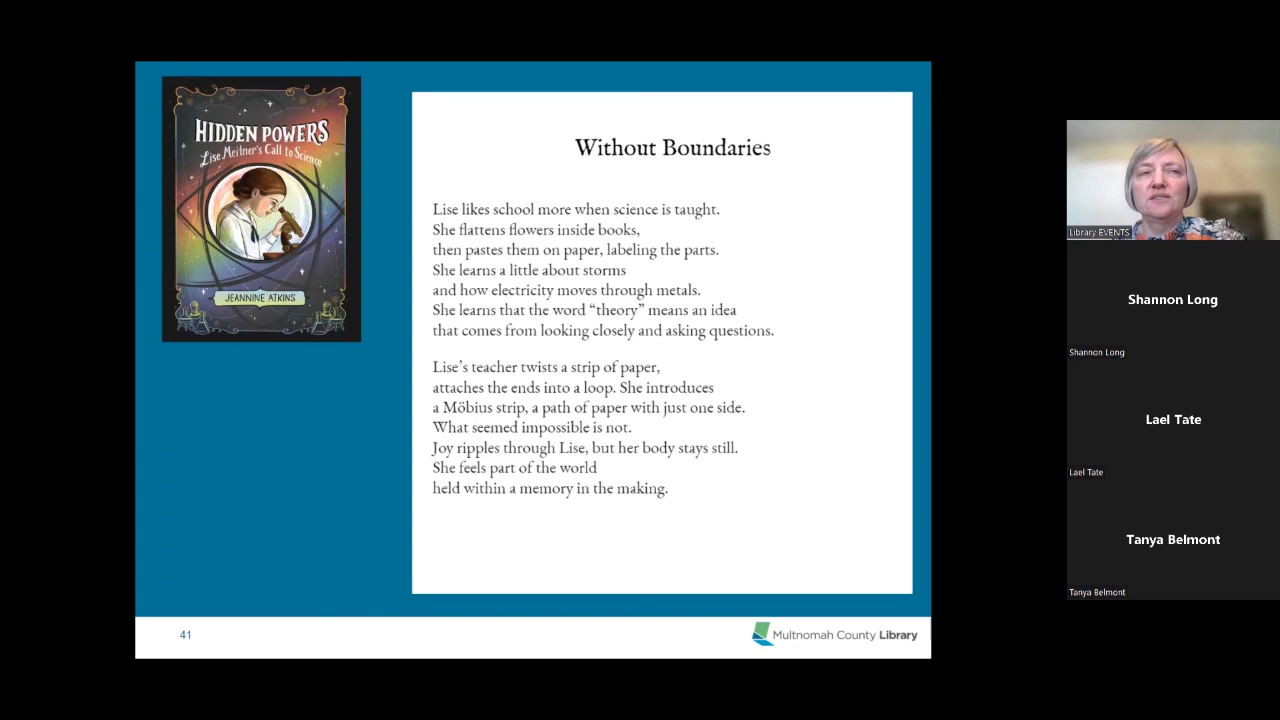 HIDDEN POWERS
Lise Meitner's Call to Science
JEANNINE ATKINS
Without Boundaries
Lise likes school more when science is taught.
She flattens flowers inside books,
then pastes them on paper, labeling the parts.
She learns a little about storms
and how electricity moves through metals.
She learns that the word “theory” means an idea
that comes from looking closely and asking questions.
Lise’s teacher twists a strip of paper,
attaches the ends into a loop. She introduces
a Möbius strip, a path of paper with just one side.
What seemed impossible is not.
Joy ripples through Lise, but her body stays still.
She feels part of the world
held within a memory in the making.
41
Multnomah County Library
Library EVENTS
Shannon Long
Shannon Long
Lael Tate
Lael Tate
Tanya Belmont
Tanya Belmont